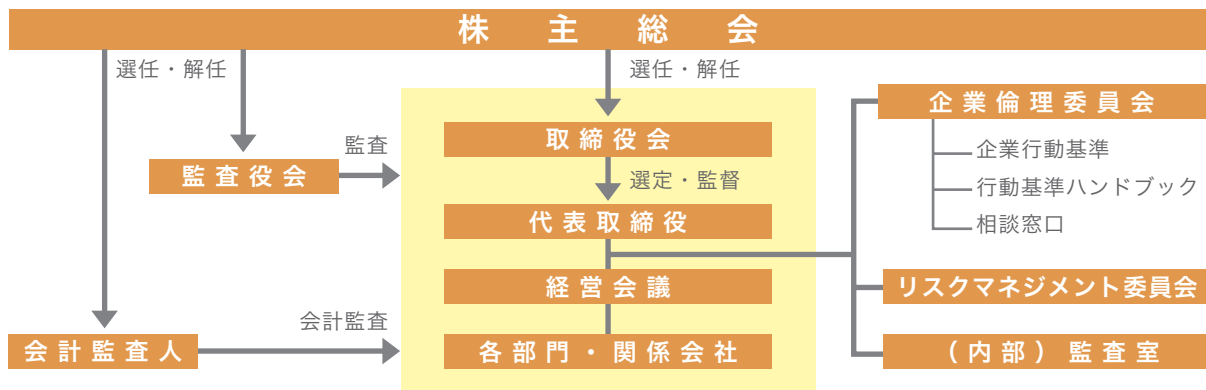 株主総会
選任・解任
選任・解任
企業倫理委員会
取締役会
監査
企業行動基準
監査役会
選定・監督
行動基準ハンドブック
代表取締役
相談窓口
経営会議
リスクマネジメント委員会
会計監査
会計監査人
各部門・関係会社
（内部）監査室